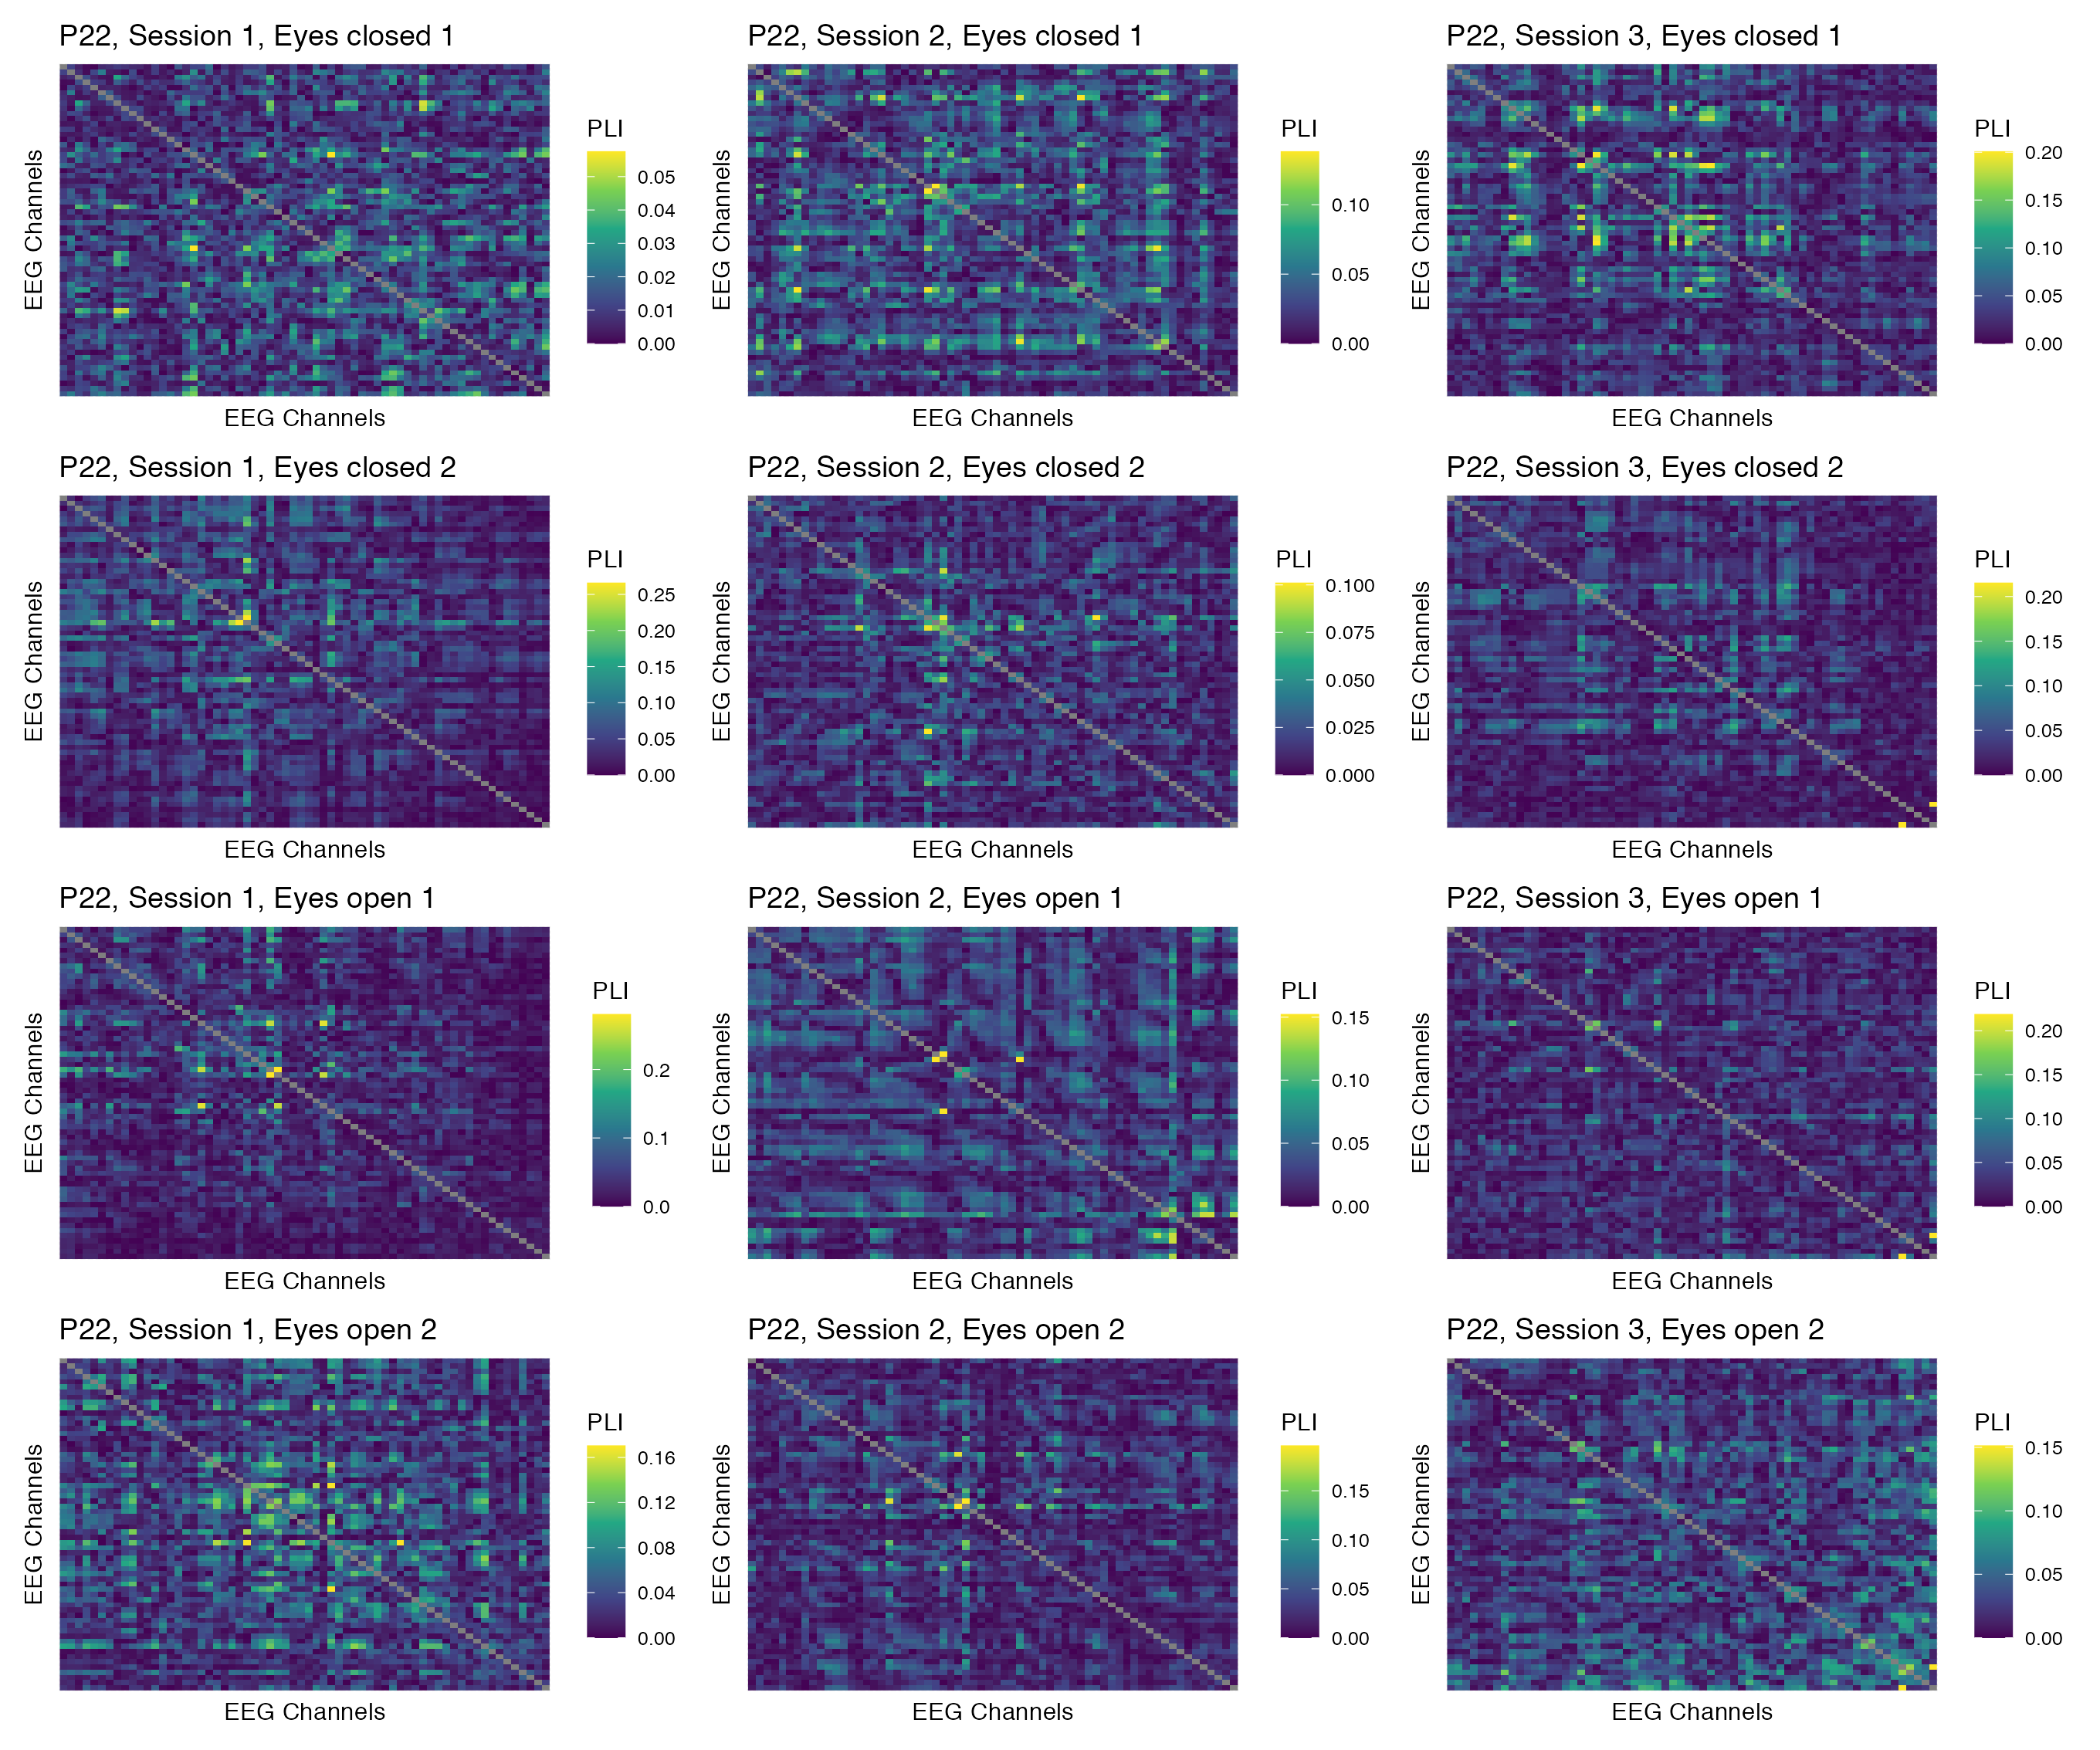 P22, Session 1, Eyes closed 1
EEG Channels
EEG Channels
PLI
0.05
0.04
0.03
0.02
0.01
0.00
P22, Session 2, Eyes closed 1
EEG Channels
EEG Channels
PLI
0.10
0.05
0.00
P22, Session 3, Eyes closed 1
EEG Channels
EEG Channels
PLI
0.20
0.15
0.10
0.05
0.00
P22, Session 1, Eyes closed 2
EEG Channels
EEG Channels
PLI
0.25
0.20
0.15
0.10
0.05
0.00
P22, Session 2, Eyes closed 2
EEG Channels
EEG Channels
PLI
0.100
0.075
0.050
0.025
0.000
P22, Session 3, Eyes closed 2
EEG Channels
EEG Channels
PLI
0.20
0.15
0.10
0.05
0.00
P22, Session 1, Eyes open 1
EEG Channels
EEG Channels
PLI
0.2
0.1
0.0
P22, Session 2, Eyes open 1
EEG Channels
EEG Channels
PLI
0.15
0.10
0.05
0.00
P22, Session 3, Eyes open 1
EEG Channels
EEG Channels
PLI
0.20
0.15
0.10
0.05
0.00
P22, Session 1, Eyes open 2
EEG Channels
EEG Channels
PLI
0.16
0.12
0.08
0.04
0.00
P22, Session 2, Eyes open 2
EEG Channels
EEG Channels
PLI
0.15
0.10
0.05
0.00
P22, Session 3, Eyes open 2
EEG Channels
EEG Channels
PLI
0.15
0.10
0.05
0.00